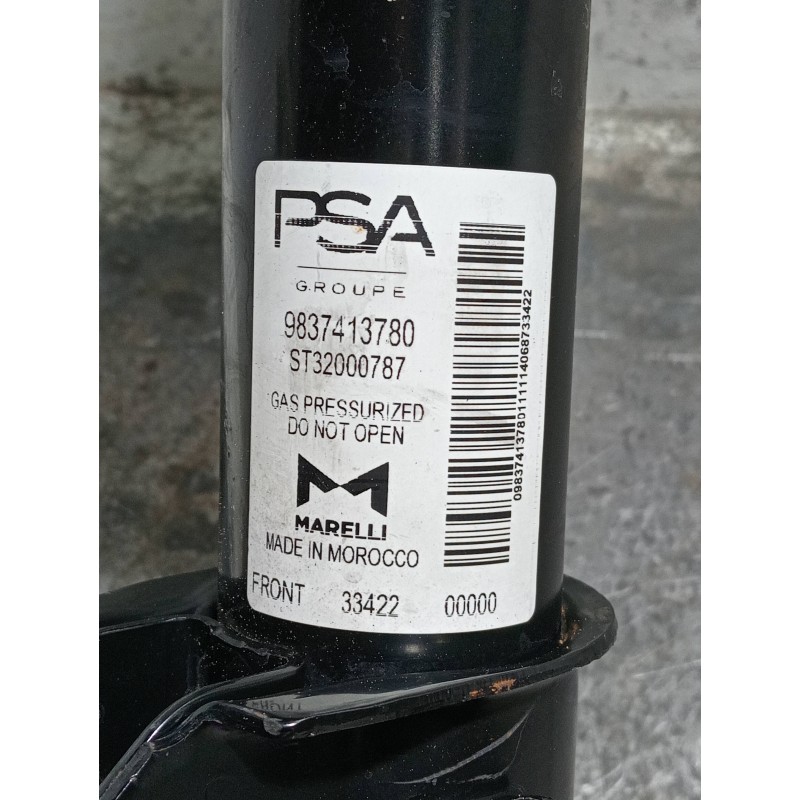 PSA
GROUPE
9837413780
ST32000787
GAS PRESSURIZED
DO NOT OPEN
MARELLI
MADE IN MOROCCO
FRONT 33422 00000
09837413780111114068733422